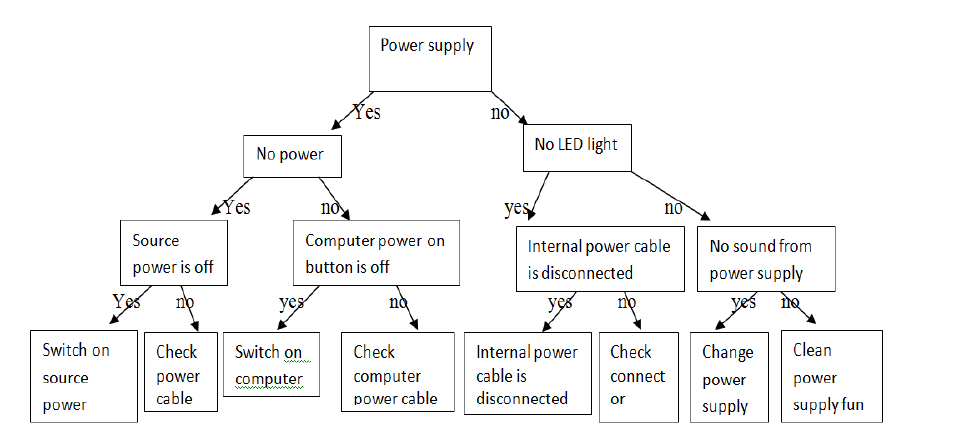 Power supply
Yes
no
No power
No LED light
Yes
no
yes
no
Source
power is off
Computer power on
button is off
Internal power cable
is disconnected
No sound from
power supply
Yes
no
yes
no
yes
no
yes
no
Switch on
source
power
Check
power
cable
Switch on
computer
Check
computer
power cable
Internal power
cable is
disconnected
Check
connect
or
Change
power
supply
Clean
power
supply fun